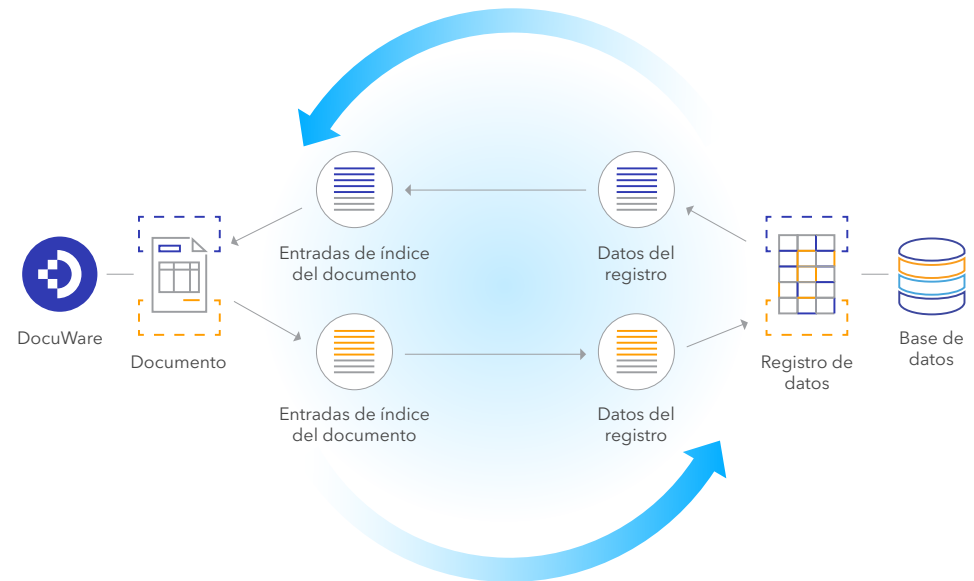 Entradas de índice
del documento
Datos del
registro
DocuWare
Documento
Registro de
datos
Base de
datos
Entradas de índice
del documento
Datos del
registro